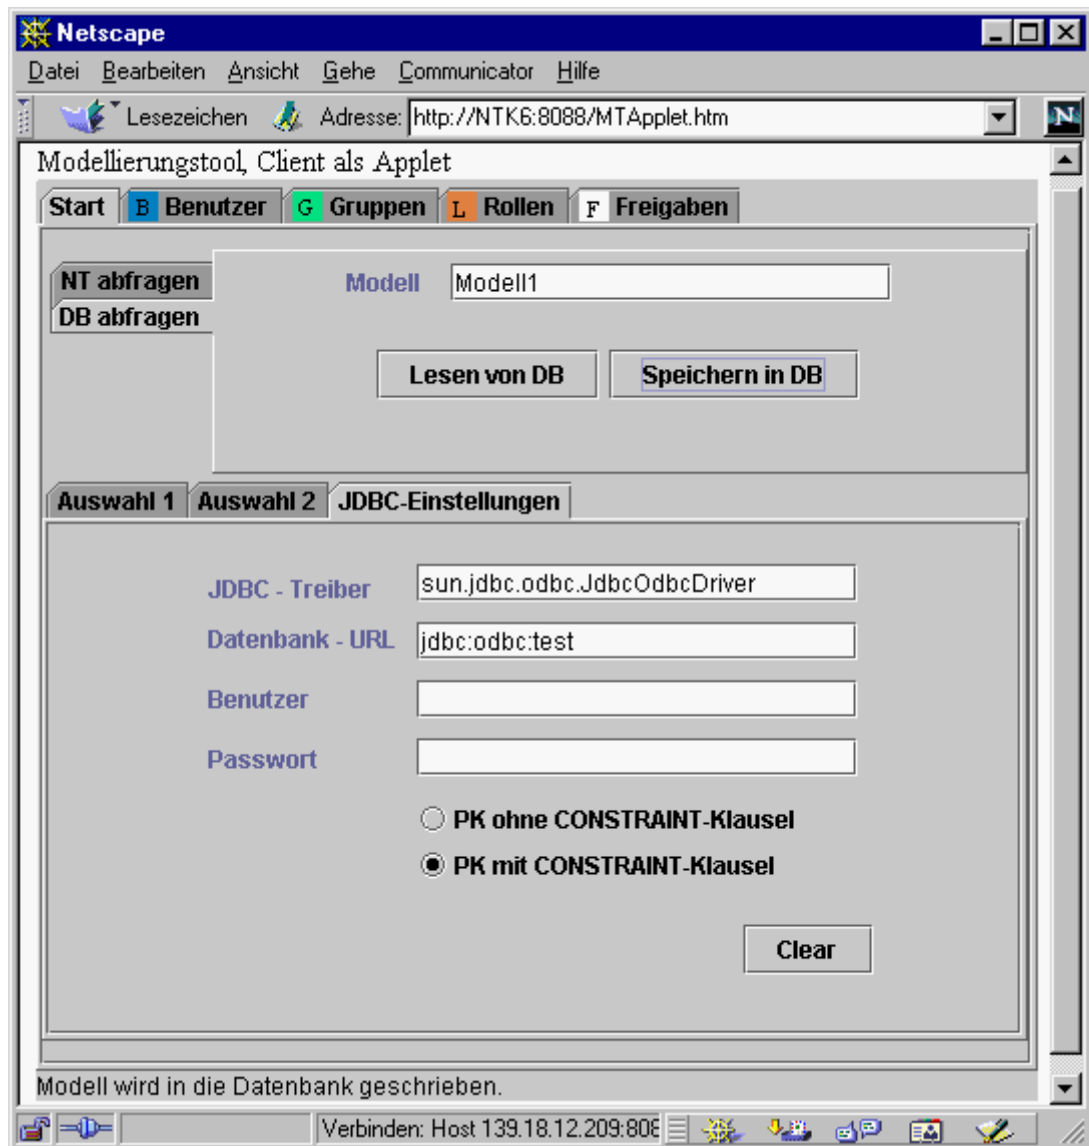 Netscape
Datei Bearbeiten Ansicht Gehe Communicator Hilfe
Lesezeichen Adresse: http://NTK6:8088/MTApplet.htm N
Modellierungstool, Client als Applet
Start B Benutzer G Gruppen L Rollen F Freigaben
NT abfragen
Modell Modell1
DB abfragen
Lesen von DB Speichern in DB
Auswahl 1 Auswahl 2 JDBC-Einstellungen
JDBC - Treiber sun.jdbc.odbc.JdbcOdbcDriver
Datenbank - URL jdbc:odbc:test
Benutzer
Passwort
PK ohne CONSTRAINT-Klausel
PK mit CONSTRAINT-Klausel
Clear
Modell wird in die Datenbank geschrieben.
Verbinden: Host 139.18.12.209:808